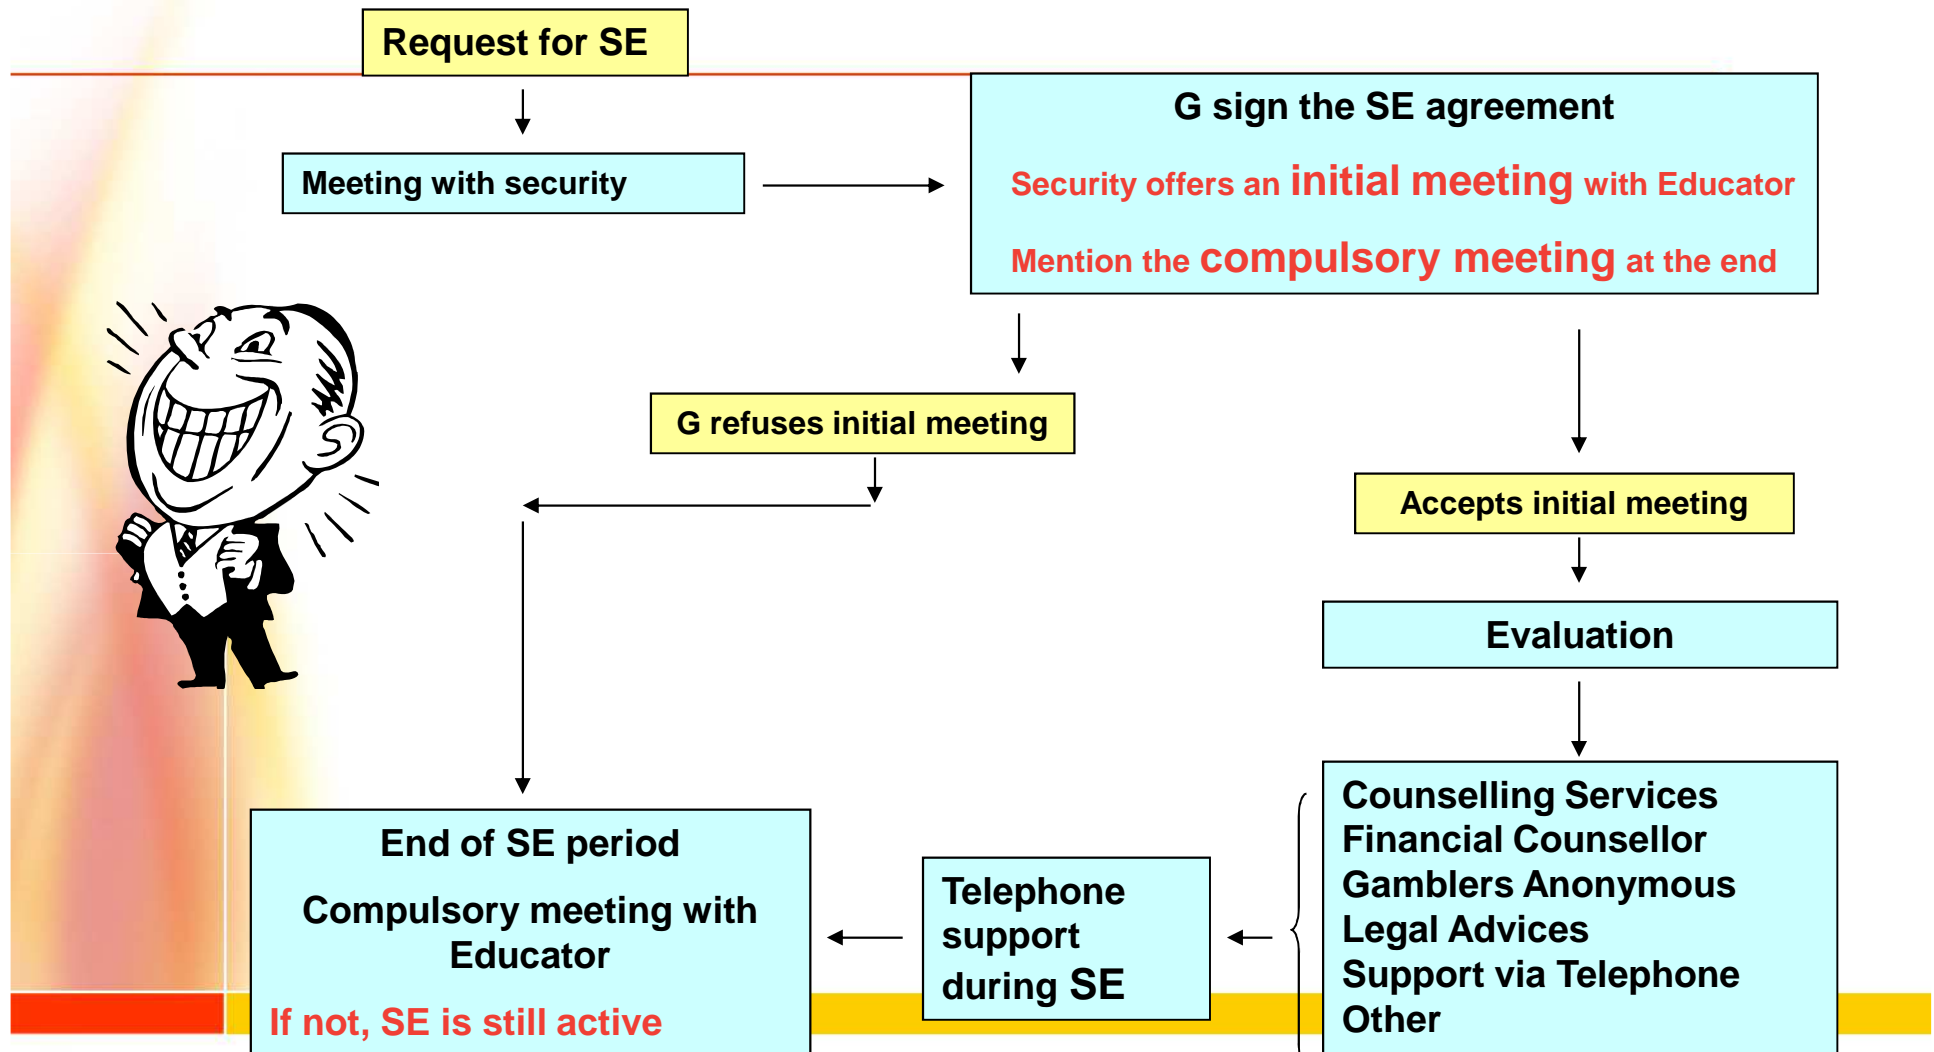 Request for SE
Meeting with security
G sign the SE agreement
Security offers an initial meeting with Educator
Mention the compulsory meeting at the end
G refuses initial meeting
Accepts initial meeting
Evaluation
Counselling Services
Financial Counsellor
Gamblers Anonymous
Legal Advices
Support via Telephone
Other
Telephone
support
during SE
End of SE period
Compulsory meeting with
Educator
If not, SE is still active